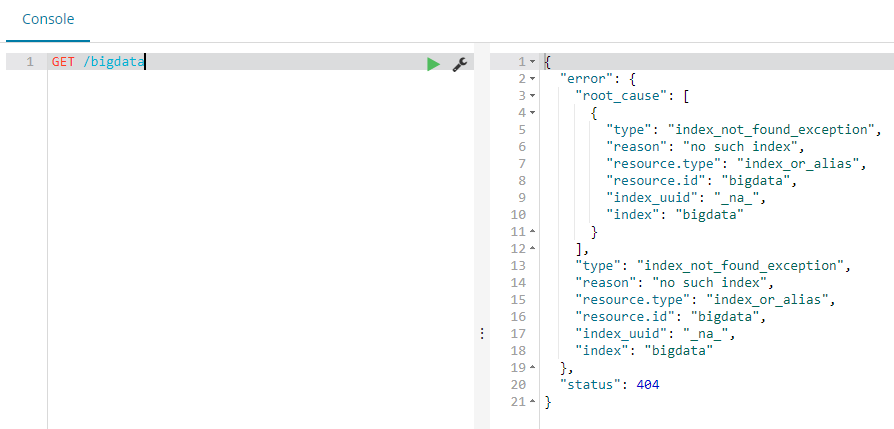 Console
1 GET /bigdata
1 {
2 "error": {
3 "root_cause": [
4 {
5 "type": "index_not_found_exception",
6 "reason": "no such index",
7 "resource.type": "index_or_alias",
8 "resource.id": "bigdata",
9 "index_uuid": "_na_",
10 "index": "bigdata"
11 }
12 ],
13 "type": "index_not_found_exception",
14 "reason": "no such index",
15 "resource.type": "index_or_alias",
16 "resource.id": "bigdata",
17 "index_uuid": "_na_",
18 "index": "bigdata"
19 },
20 "status": 404
21 }